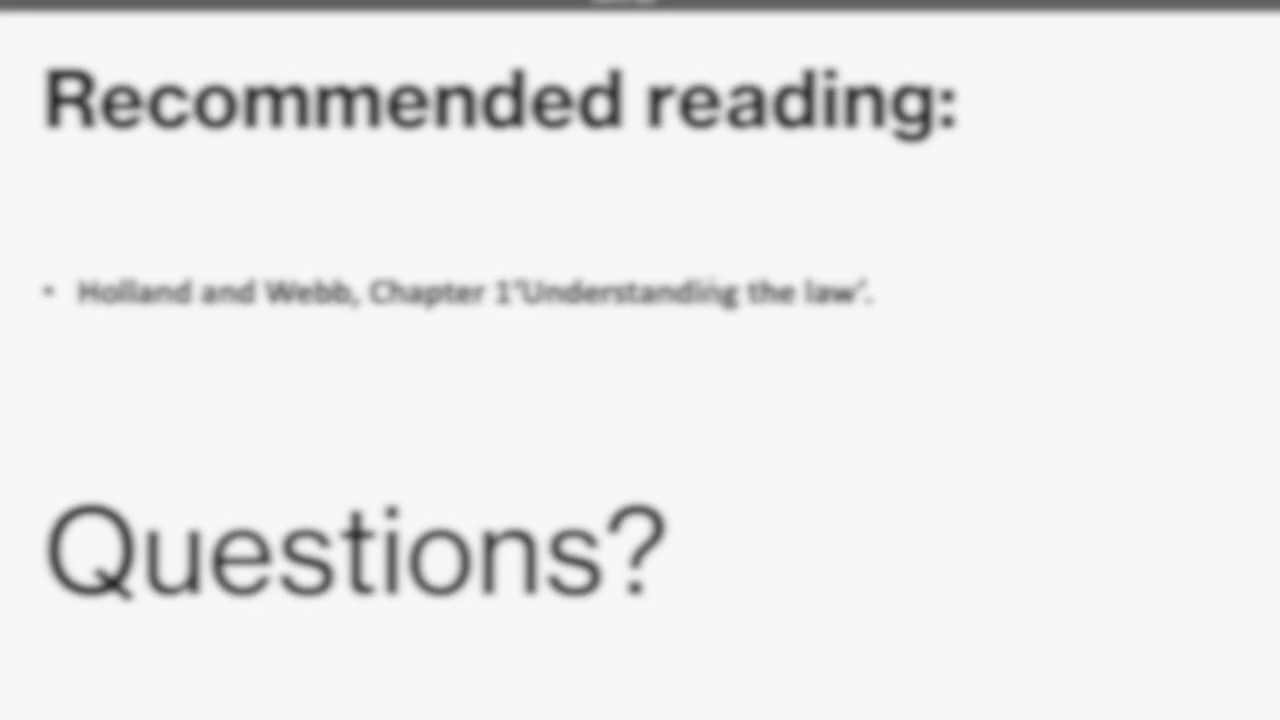 Recommended reading:
• Holland and Webb, Chapter 1'Understanding the law'.
Questions?